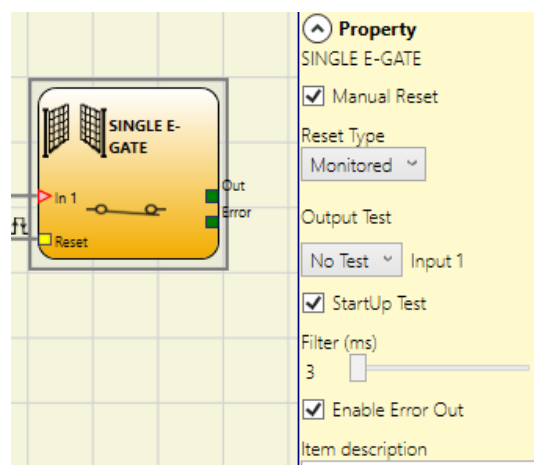 SINGLE E-
GATE
In 1
Out
Error
Reset
Property
SINGLE E-GATE
Manual Reset
Reset Type
Monitored
Output Test
No Test Input 1
StartUp Test
Filter (ms)
3
Enable Error Out
Item description